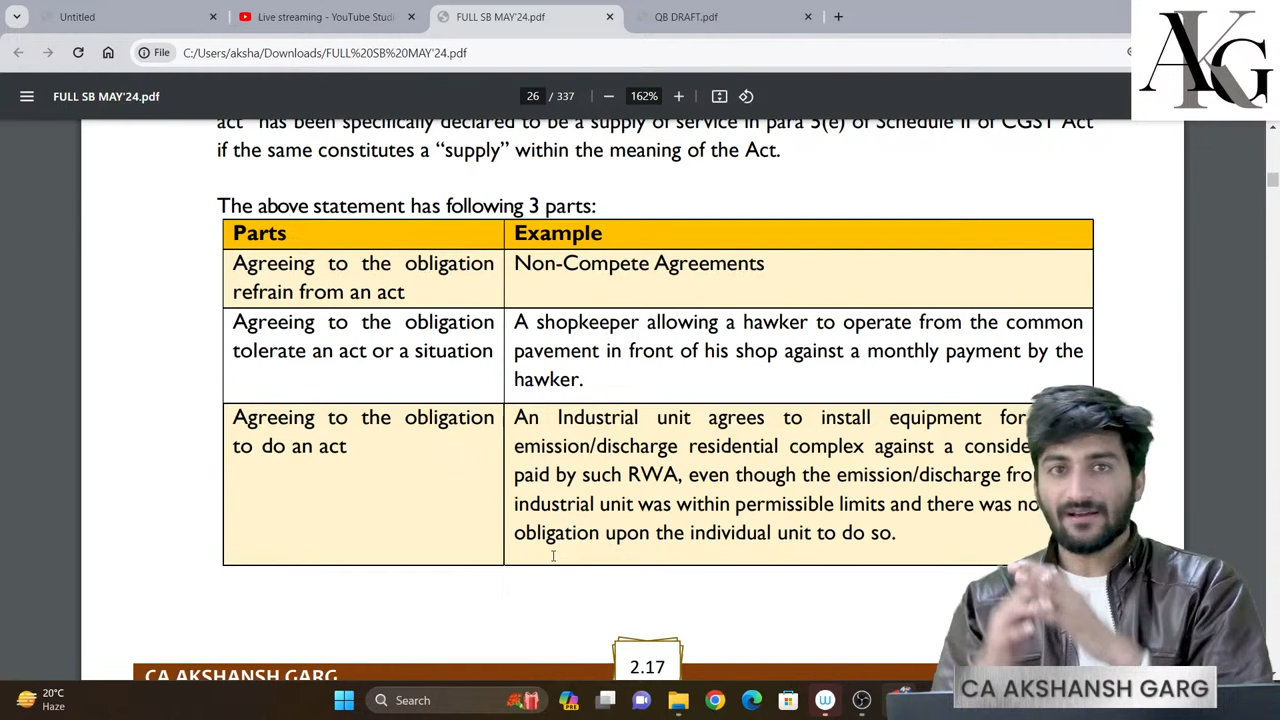 Untitled
Live streaming - YouTube Studi
FULL SB MAY'24.pdf
QB DRAFT.pdf
AKG
File
C:/Users/aksha/Downloads/FULL%20SB%20MAY'24.pdf
FULL SB MAY'24.pdf
26 / 337
162%
act" has been specifically declared to be a supply of service in para 5(e) of Schedule II of CGST Act
if the same constitutes a “supply” within the meaning of the Act.
The above statement has following 3 parts:
Parts
Example
Agreeing to the obligation
refrain from an act
Non-Compete Agreements
Agreeing to the obligation
tolerate an act or a situation
A shopkeeper allowing a hawker to operate from the common
pavement in front of his shop against a monthly payment by the
hawker.
Agreeing to the obligation
to do an act
An Industrial unit agrees to install equipment for
emission/discharge residential complex against a conside
paid by such RWA, even though the emission/discharge fro
industrial unit was within permissible limits and there was no
obligation upon the individual unit to do so.
CA AKSHANSH GARG
2.17
CA AKSHANSH GARG
20°C
Haze
Search
PRE